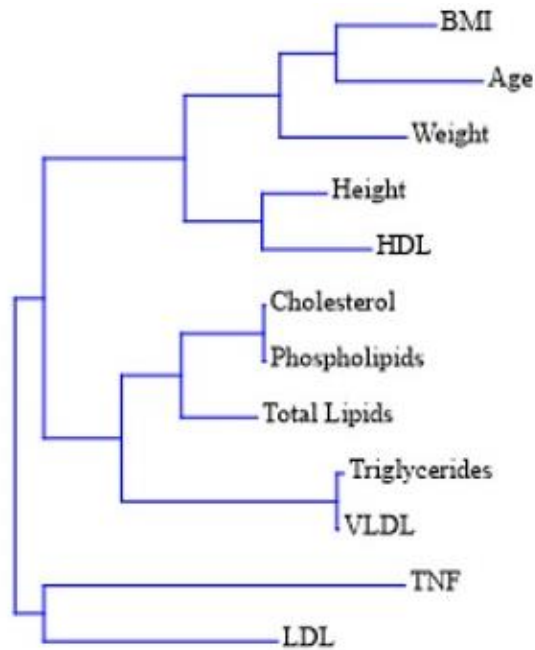 BMI
Age
Weight
Height
HDL
Cholesterol
Phospholipids
Total Lipids
Triglycerides
VLDL
TNF
LDL